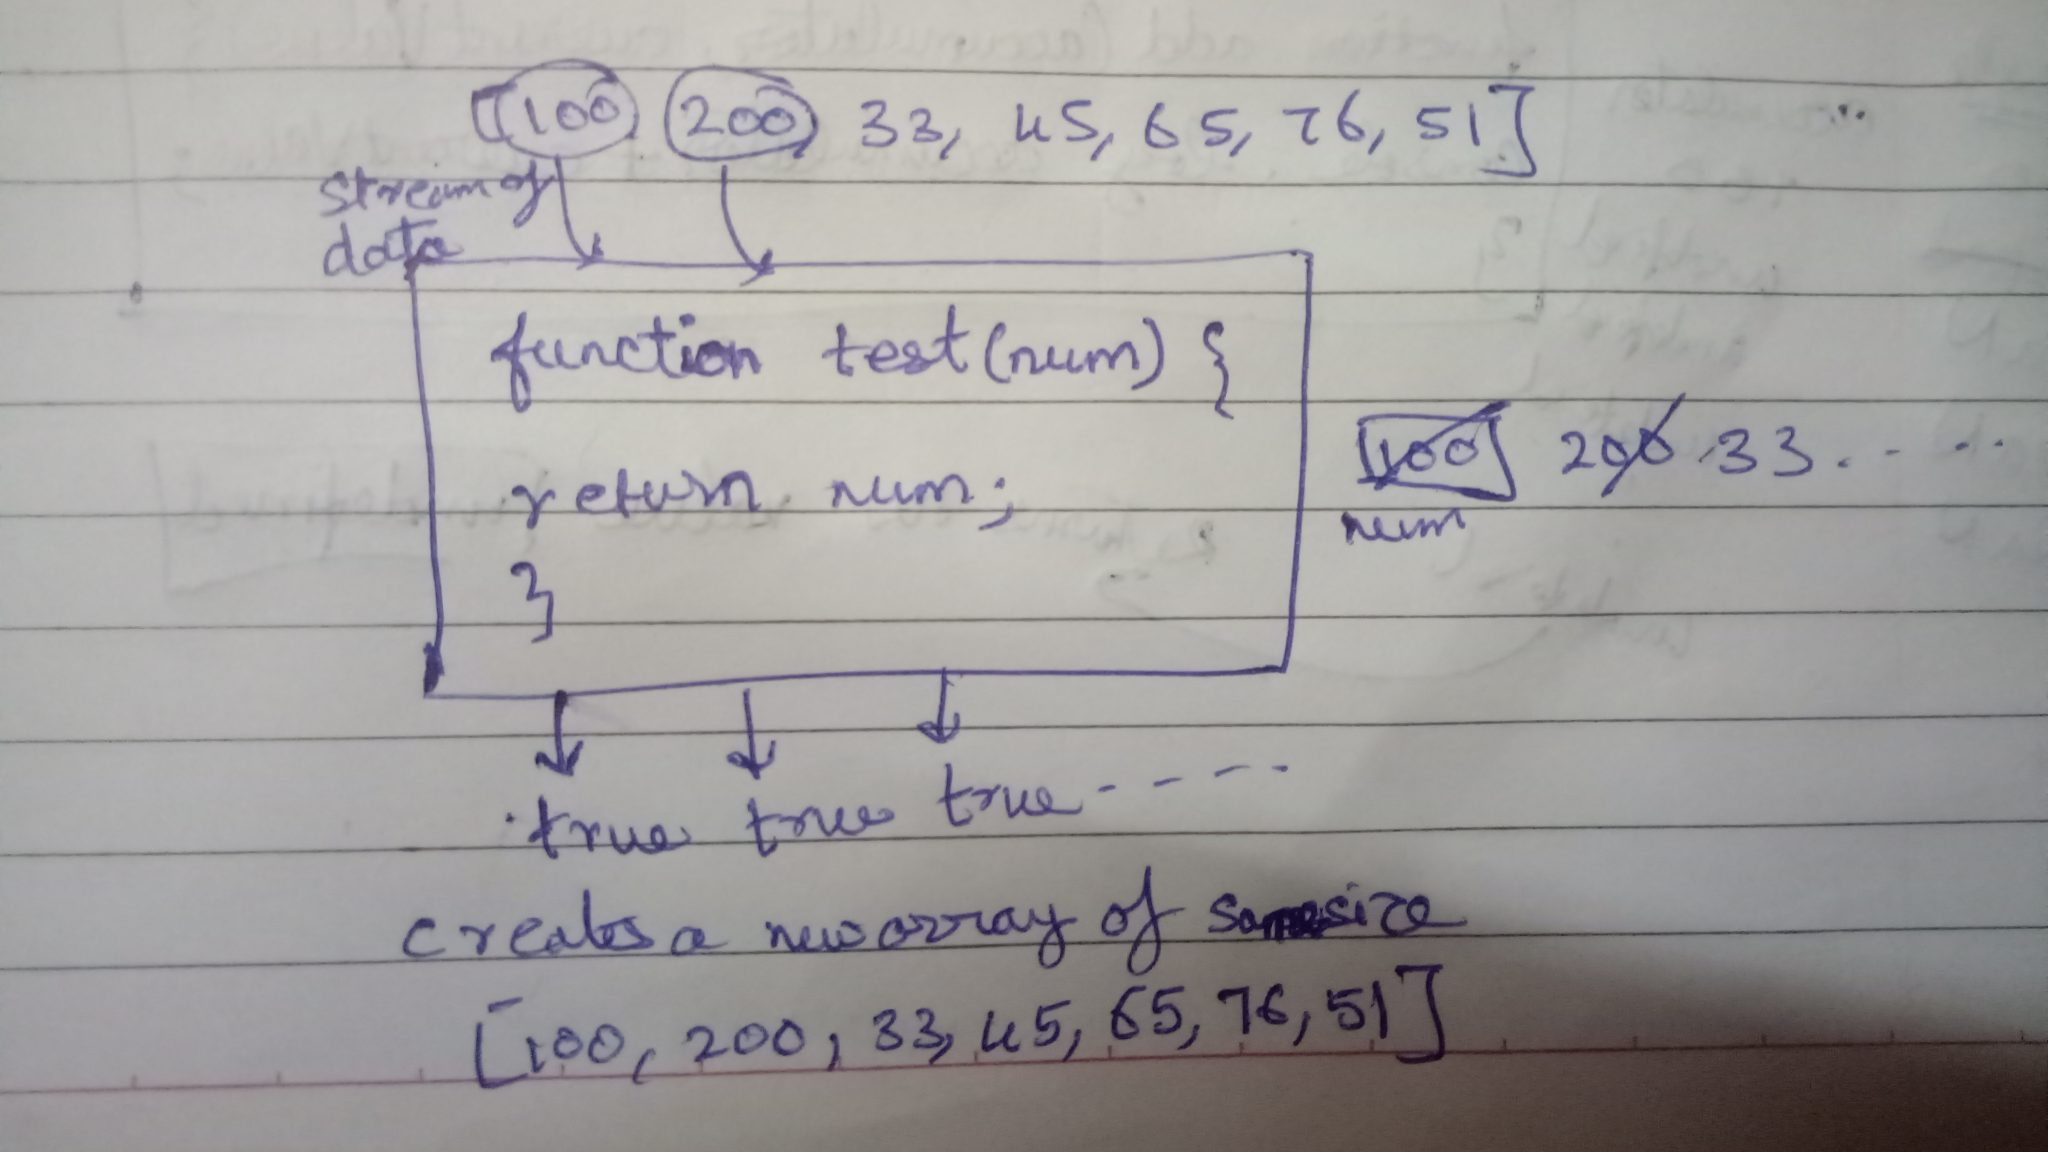 [100, 200, 33, 45, 65, 76, 51]
stream of
data
function test(num) {
return num;
}
100 200 33. - - - -
num
true true true - - - -
creates a new array of same size
[100, 200, 33, 45, 65, 76, 51]